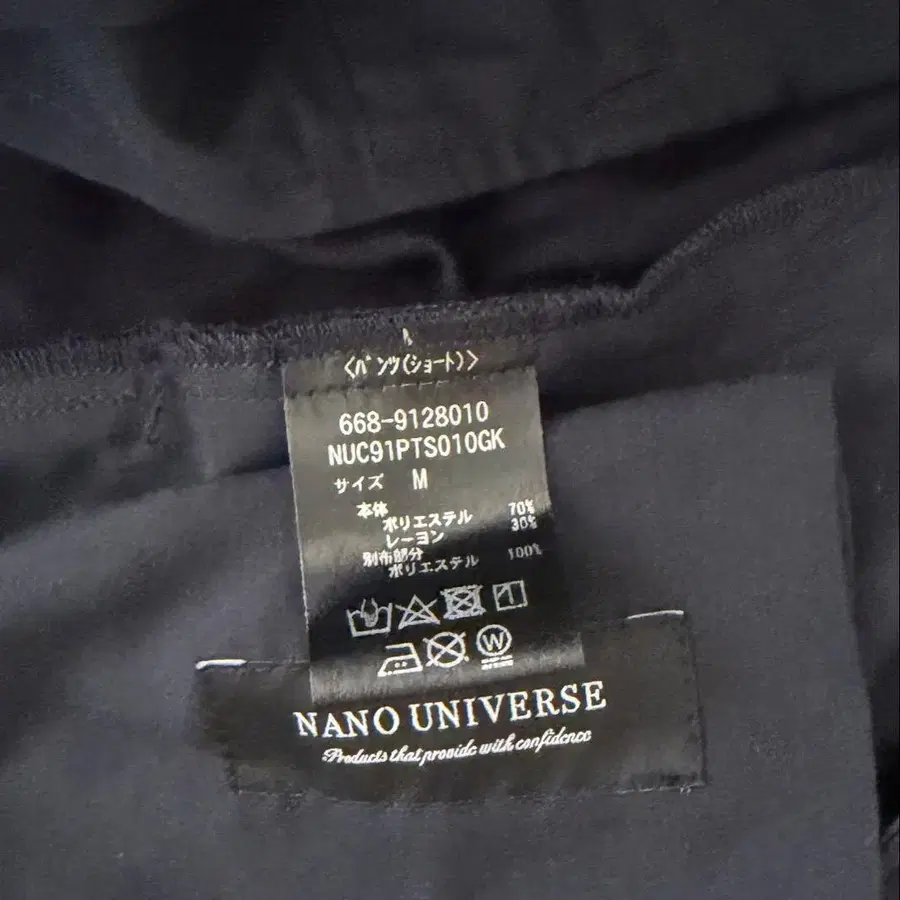 <パンツ(ショート)>
668-9128010
NUC91PTS010GK
サイズ M
本体
ポリエステル 70%
レーヨン 30%
別布部分
ポリエステル 100%
W
NANO UNIVERSE
Products that provide with confidence